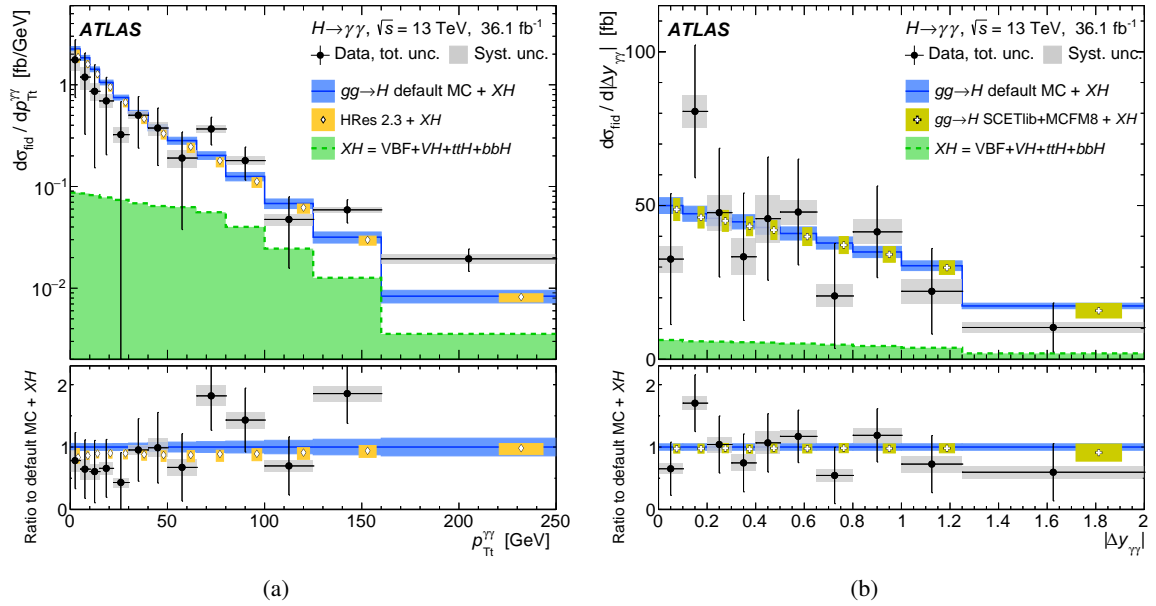 ATLAS
H→γγ, √s = 13 TeV, 36.1 fb⁻¹
Data, tot. unc. Syst. unc.
gg→H default MC + XH
HRes 2.3 + XH
XH = VBF+VH+ttH+bbH
dσ_fid / dp_Tt^γγ [fb/GeV]
1
10⁻¹
10⁻²
Ratio to default MC + XH
2
1
0
0 50 100 150 200 250
p_Tt^γγ [GeV]
(a)
ATLAS
H→γγ, √s = 13 TeV, 36.1 fb⁻¹
Data, tot. unc. Syst. unc.
gg→H default MC + XH
gg→H SCETlib+MCFM8 + XH
XH = VBF+VH+ttH+bbH
dσ_fid / d|Δy_γγ| [fb]
100
50
0
Ratio to default MC + XH
2
1
0
0 0.2 0.4 0.6 0.8 1 1.2 1.4 1.6 1.8 2
|Δy_γγ|
(b)